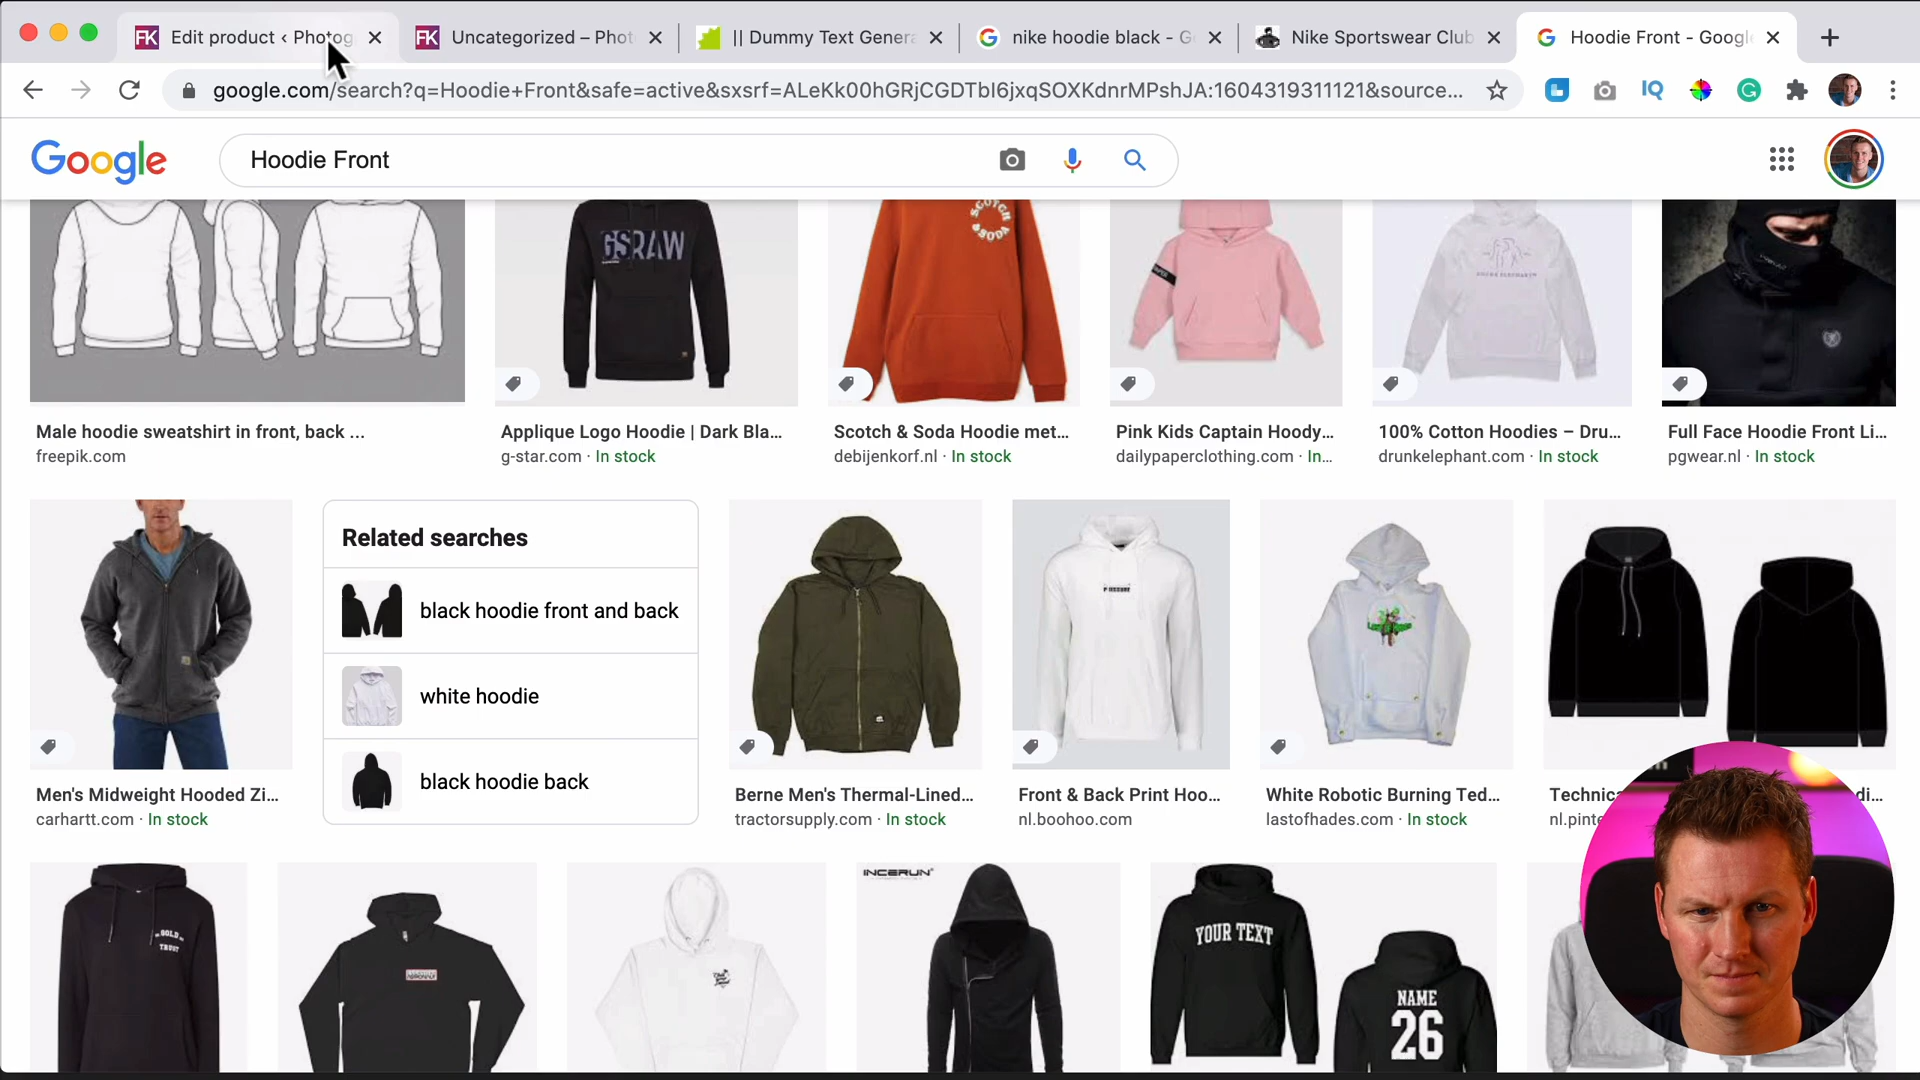 Edit product ‹ Photog
Uncategorized – Phot
|| Dummy Text Genera
nike hoodie black - G
Nike Sportswear Club
Hoodie Front - Google
google.com/search?q=Hoodie+Front&safe=active&sxsrf=ALeKk00hGRjCGDTbI6jxqSOXKdnrMPshJA:1604319311121&source...
IQ
Google
Hoodie Front
GSRAW
SCOTCH & SODA
Male hoodie sweatshirt in front, back ...
freepik.com
Applique Logo Hoodie | Dark Bla...
g-star.com · In stock
Scotch & Soda Hoodie met...
debijenkorf.nl · In stock
Pink Kids Captain Hoody...
dailypaperclothing.com · In...
100% Cotton Hoodies – Dru...
drunkelephant.com · In stock
Full Face Hoodie Front Li...
pgwear.nl · In stock
Related searches
black hoodie front and back
white hoodie
black hoodie back
Men's Midweight Hooded Zi...
carhartt.com · In stock
Berne Men's Thermal-Lined...
tractorsupply.com · In stock
Front & Back Print Hoo...
nl.boohoo.com
White Robotic Burning Ted...
lastofhades.com · In stock
Technica
di...
nl.pinte
GOLD
TRUST
INCERUN
YOUR TEXT
NAME
26